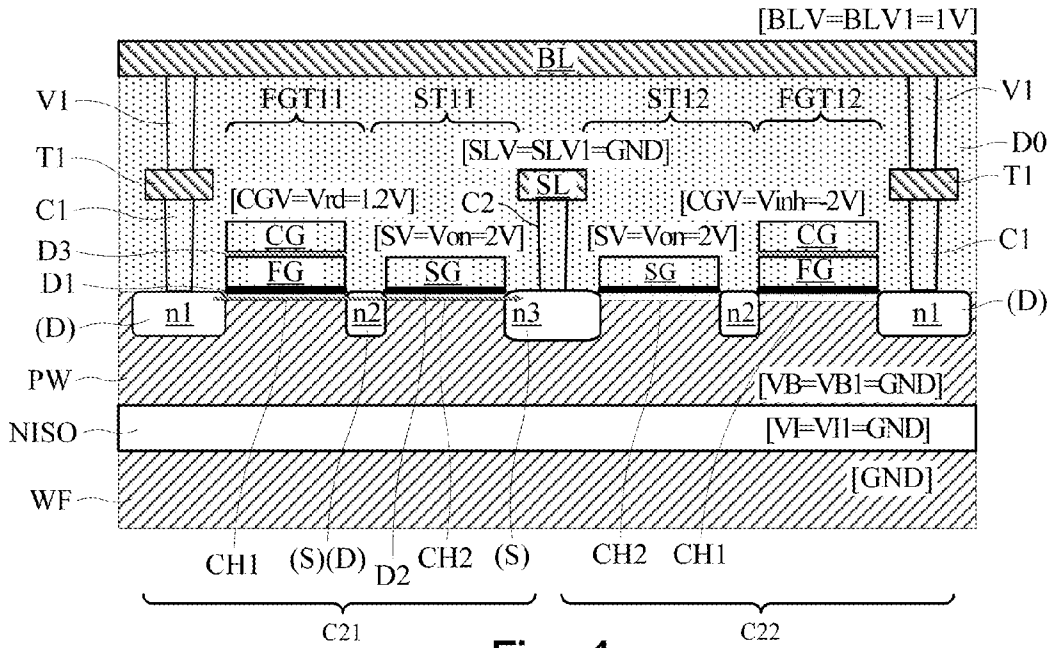 [BLV=BLV1=1V]
BL
V1
FGT11
ST11
ST12
FGT12
V1
D0
[SLV=SLV1=GND]
T1
SL
T1
[CGV=Vrd=1.2V]
C2
[CGV=Vinh=-2V]
C1
CG
[SV=Von=2V]
[SV=Von=2V]
CG
C1
D3
FG
SG
SG
FG
D1
(D)
n1
n2
n3
n2
n1
(D)
PW
[VB=VB1=GND]
NISO
[VI=VI1=GND]
WF
[GND]
CH1
(S)(D)
D2
CH2
(S)
CH2
CH1
C21
C22